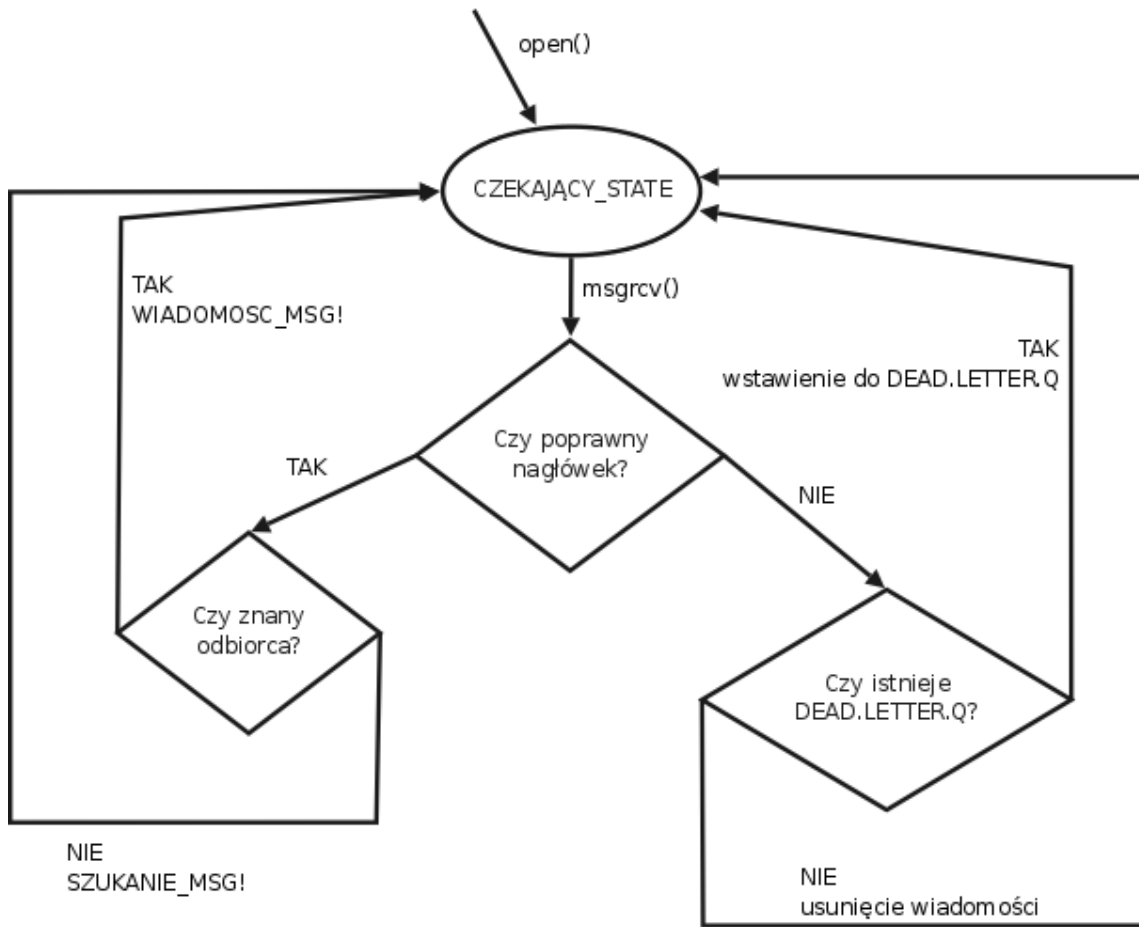 open()
CZEKAJĄCY_STATE
msgrcv()
TAK
WIADOMOSC_MSG!
TAK
wstawienie do DEAD.LETTER.Q
Czy poprawny
nagłówek?
TAK
NIE
Czy znany
odbiorca?
Czy istnieje
DEAD.LETTER.Q?
NIE
SZUKANIE_MSG!
NIE
usunięcie wiadomości